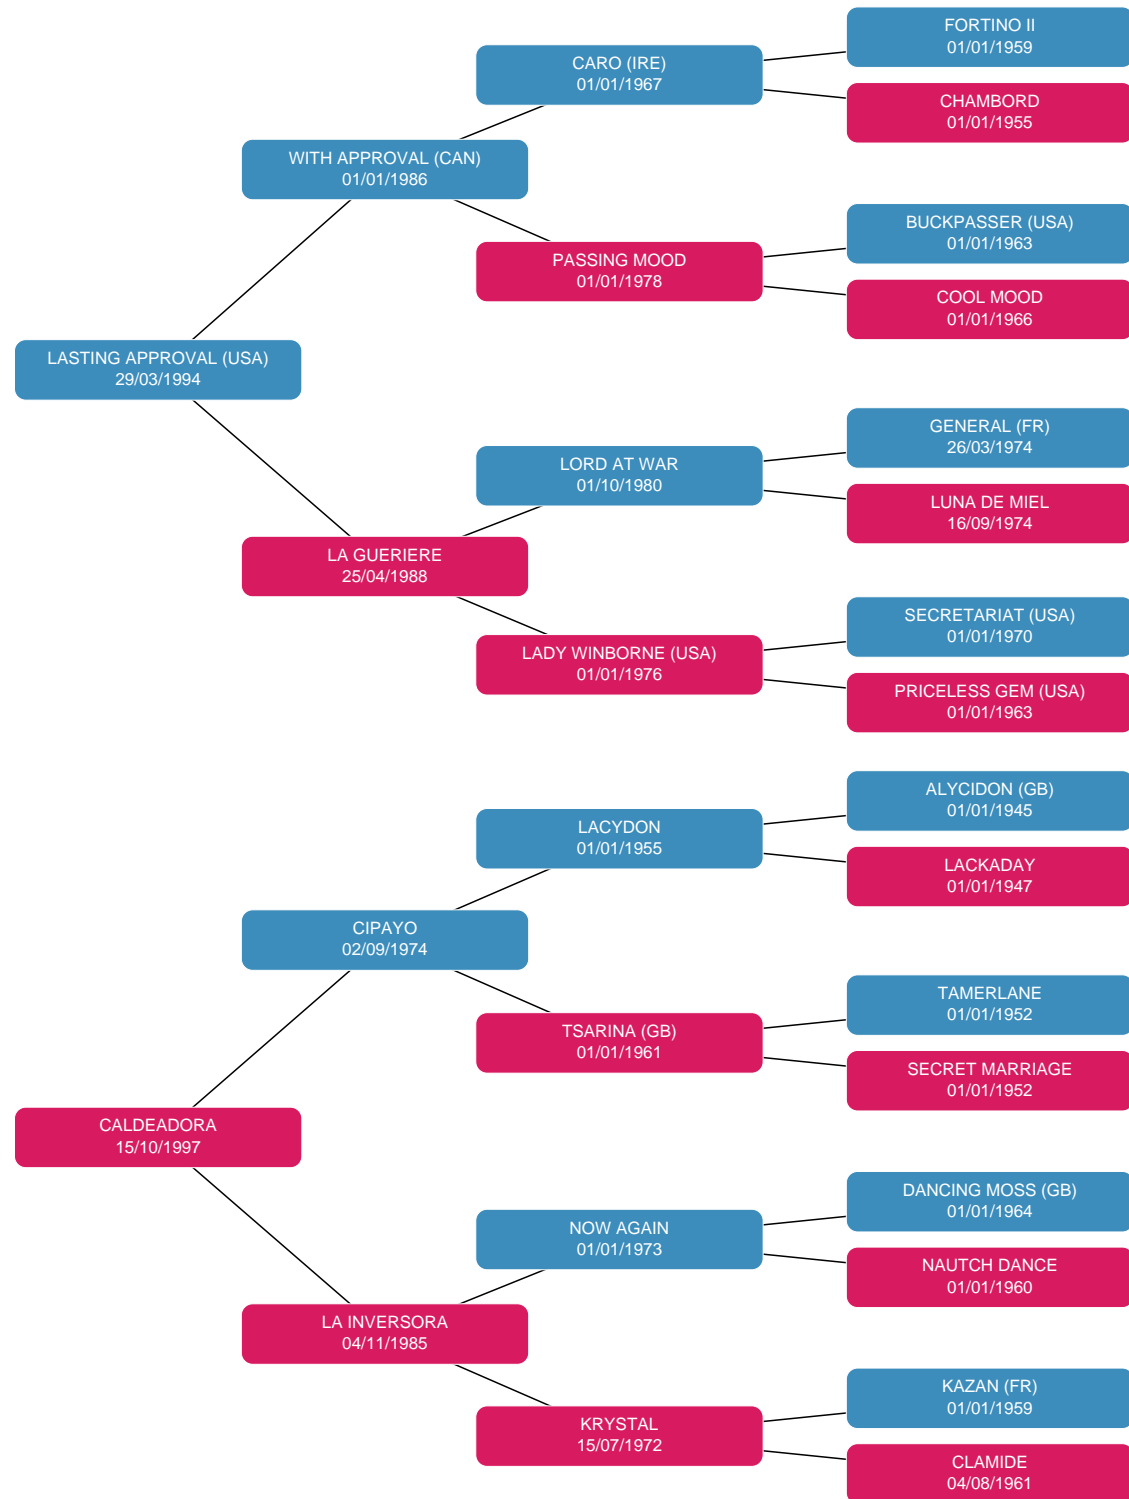 FORTINO II
01/01/1959
CARO (IRE)
01/01/1967
CHAMBORD
01/01/1955
WITH APPROVAL (CAN)
01/01/1986
BUCKPASSER (USA)
01/01/1963
PASSING MOOD
01/01/1978
COOL MOOD
01/01/1966
LASTING APPROVAL (USA)
29/03/1994
GENERAL (FR)
26/03/1974
LORD AT WAR
01/10/1980
LUNA DE MIEL
16/09/1974
LA GUERIERE
25/04/1988
SECRETARIAT (USA)
01/01/1970
LADY WINBORNE (USA)
01/01/1976
PRICELESS GEM (USA)
01/01/1963
ALYCIDON (GB)
01/01/1945
LACYDON
01/01/1955
LACKADAY
01/01/1947
CIPAYO
02/09/1974
TAMERLANE
01/01/1952
TSARINA (GB)
01/01/1961
SECRET MARRIAGE
01/01/1952
CALDEADORA
15/10/1997
DANCING MOSS (GB)
01/01/1964
NOW AGAIN
01/01/1973
NAUTCH DANCE
01/01/1960
LA INVERSORA
04/11/1985
KAZAN (FR)
01/01/1959
KRYSTAL
15/07/1972
CLAMIDE
04/08/1961